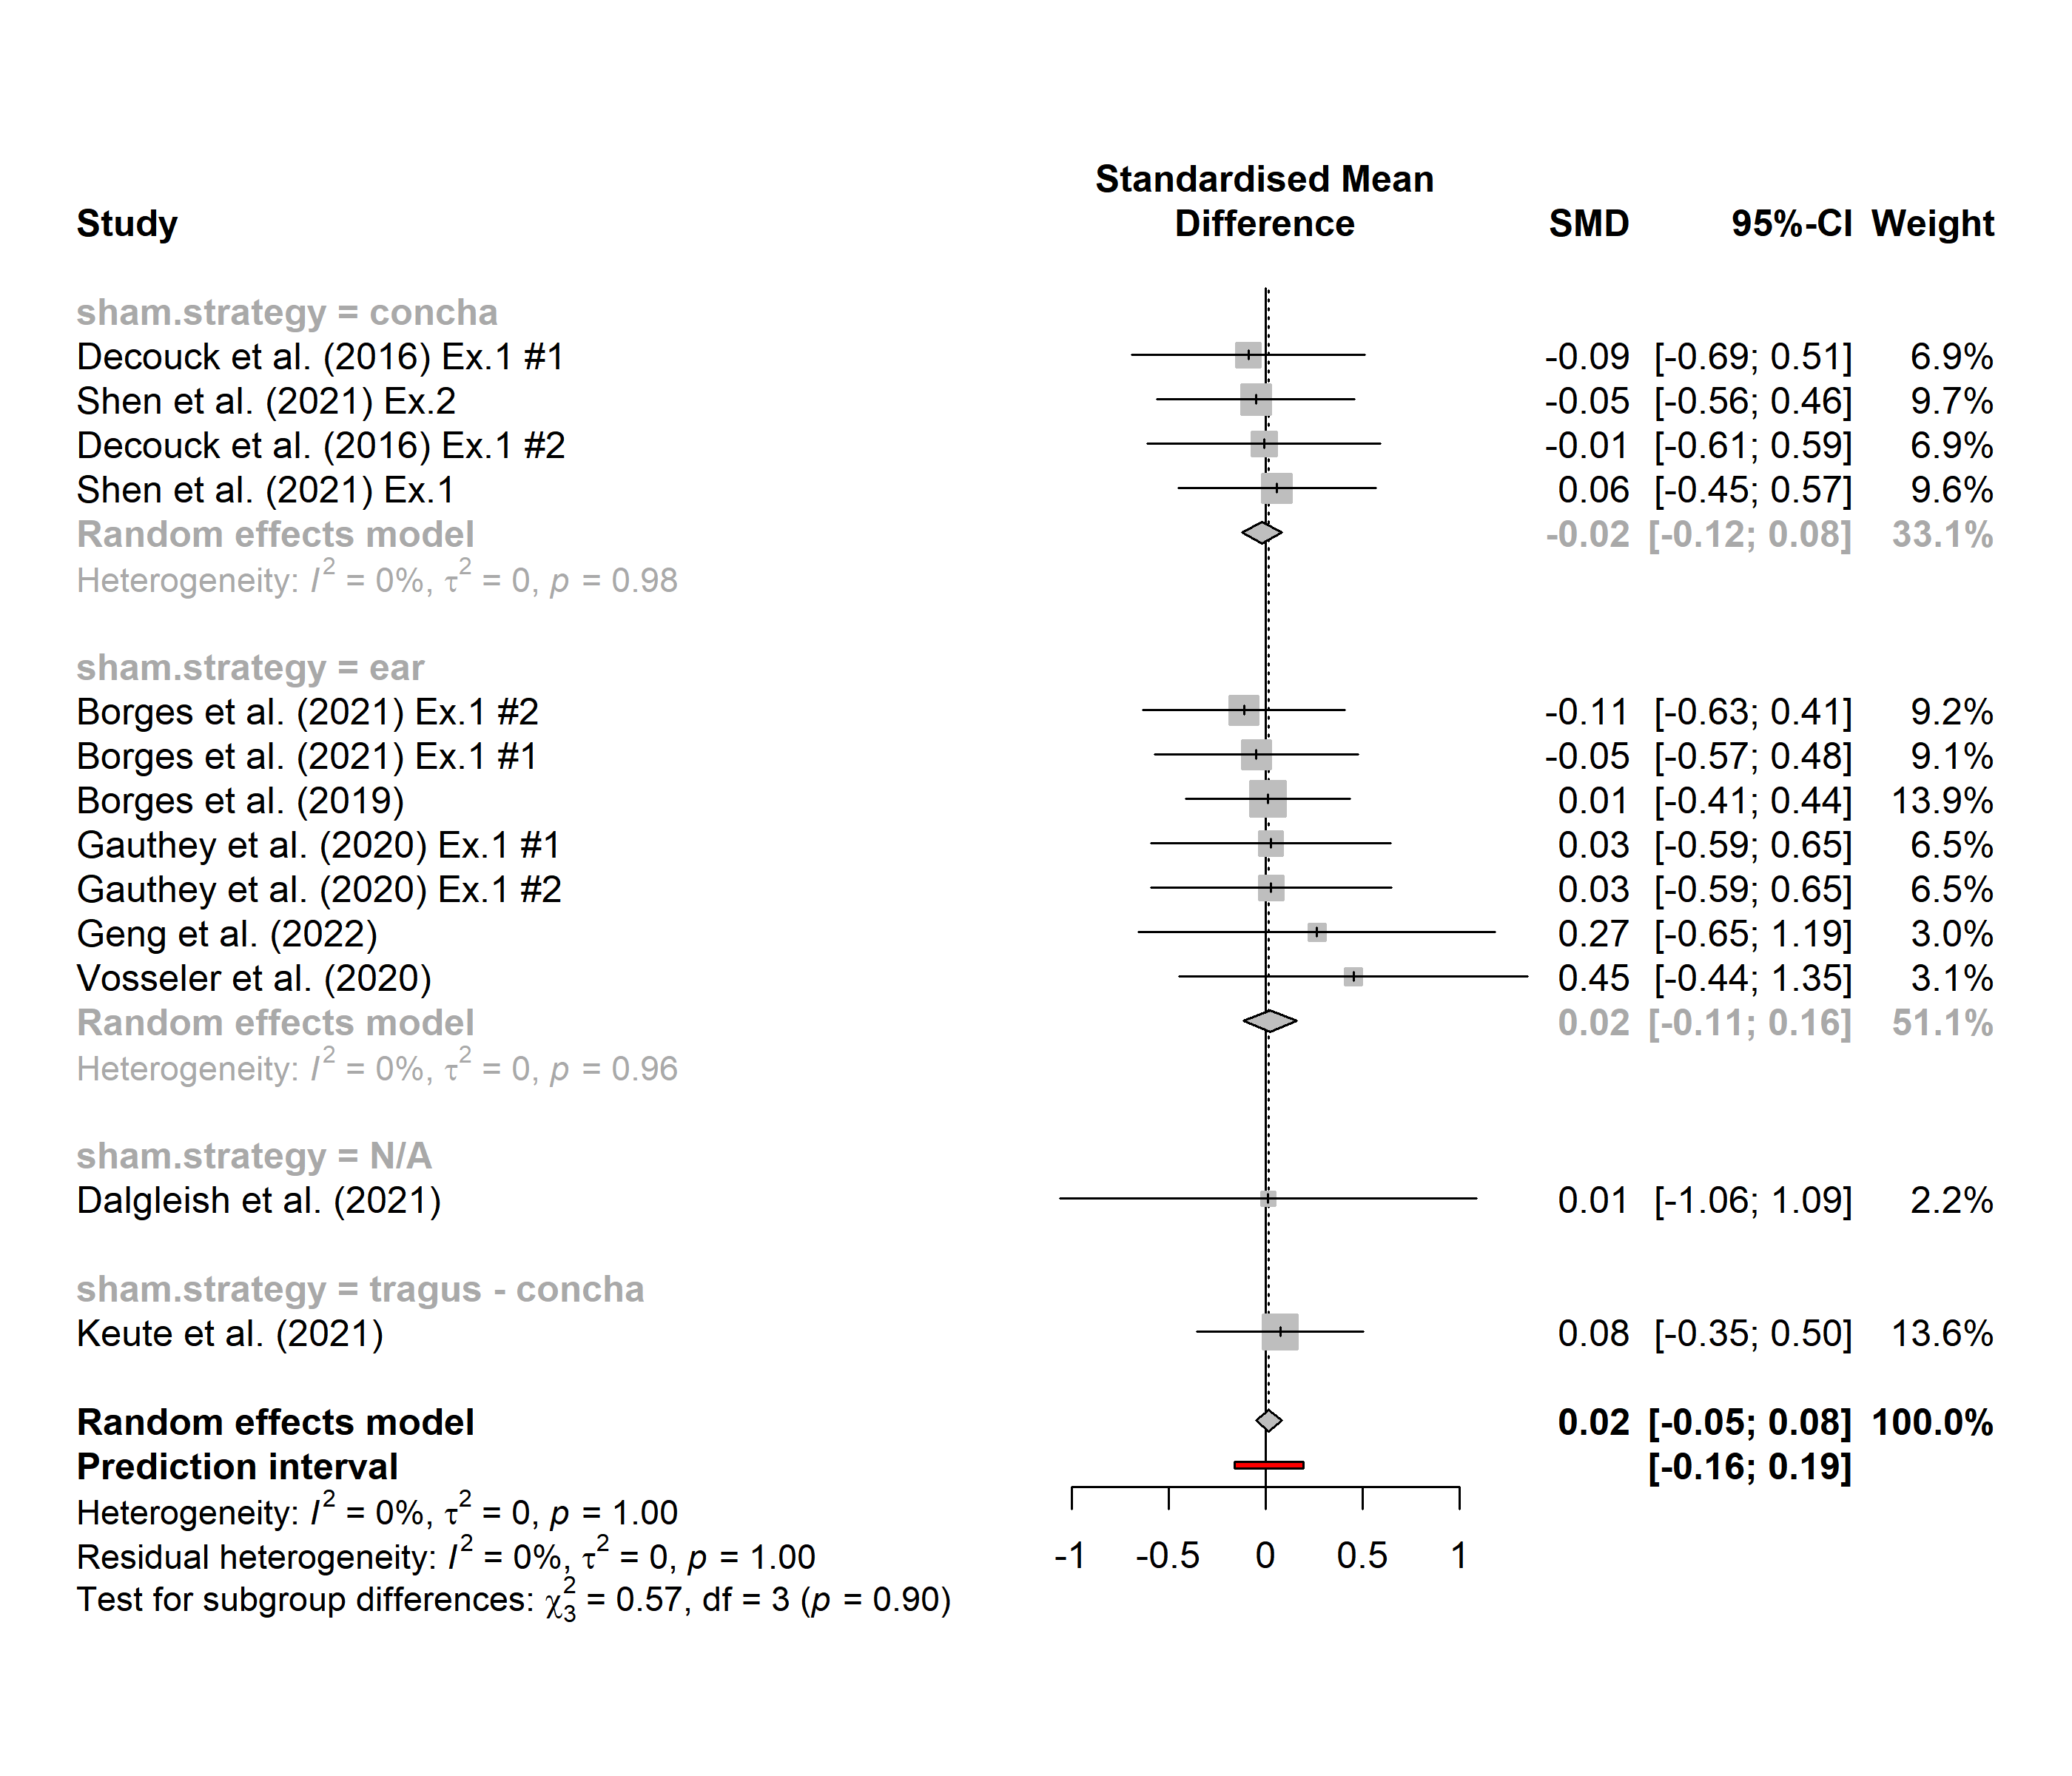 Standardised Mean
Study Difference SMD 95%-CI Weight
sham.strategy = concha
Decouck et al. (2016) Ex.1 #1 -0.09 [-0.69; 0.51] 6.9%
Shen et al. (2021) Ex.2 -0.05 [-0.56; 0.46] 9.7%
Decouck et al. (2016) Ex.1 #2 -0.01 [-0.61; 0.59] 6.9%
Shen et al. (2021) Ex.1 0.06 [-0.45; 0.57] 9.6%
Random effects model -0.02 [-0.12; 0.08] 33.1%
Heterogeneity: I² = 0%, τ² = 0, p = 0.98
sham.strategy = ear
Borges et al. (2021) Ex.1 #2 -0.11 [-0.63; 0.41] 9.2%
Borges et al. (2021) Ex.1 #1 -0.05 [-0.57; 0.48] 9.1%
Borges et al. (2019) 0.01 [-0.41; 0.44] 13.9%
Gauthey et al. (2020) Ex.1 #1 0.03 [-0.59; 0.65] 6.5%
Gauthey et al. (2020) Ex.1 #2 0.03 [-0.59; 0.65] 6.5%
Geng et al. (2022) 0.27 [-0.65; 1.19] 3.0%
Vosseler et al. (2020) 0.45 [-0.44; 1.35] 3.1%
Random effects model 0.02 [-0.11; 0.16] 51.1%
Heterogeneity: I² = 0%, τ² = 0, p = 0.96
sham.strategy = N/A
Dalgleish et al. (2021) 0.01 [-1.06; 1.09] 2.2%
sham.strategy = tragus - concha
Keute et al. (2021) 0.08 [-0.35; 0.50] 13.6%
Random effects model 0.02 [-0.05; 0.08] 100.0%
Prediction interval [-0.16; 0.19]
Heterogeneity: I² = 0%, τ² = 0, p = 1.00
Residual heterogeneity: I² = 0%, τ² = 0, p = 1.00
-1 -0.5 0 0.5 1
Test for subgroup differences: χ²₃ = 0.57, df = 3 (p = 0.90)